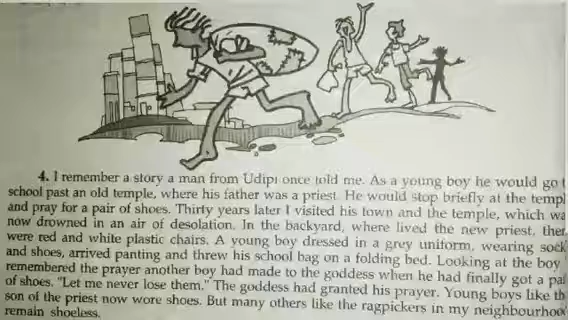 4. I remember a story a man from Udipi once told me. As a young boy he would go t
school past an old temple, where his father was a priest. He would stop briefly at the templ
and pray for a pair of shoes. Thirty years later I visited his town and the temple, which wa
now drowned in an air of desolation. In the backyard, where lived the new priest, ther
were red and white plastic chairs. A young boy dressed in a grey uniform, wearing sock
and shoes, arrived panting and threw his school bag on a folding bed. Looking at the boy
remembered the prayer another boy had made to the goddess when he had finally got a pai
of shoes. "Let me never lose them." The goddess had granted his prayer. Young boys like th
son of the priest now wore shoes. But many others like the ragpickers in my neighbourhood
remain shoeless.